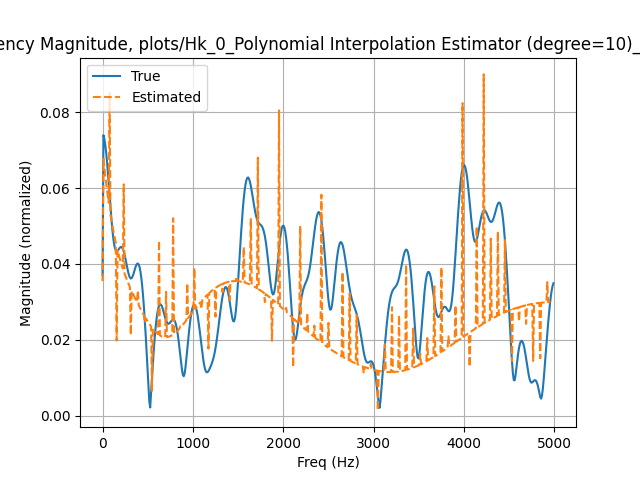 ency Magnitude, plots/Hk_0_Polynomial Interpolation Estimator (degree=10)_
True
Estimated
Magnitude (normalized)
0.08
0.06
0.04
0.02
0.00
0 1000 2000 3000 4000 5000
Freq (Hz)